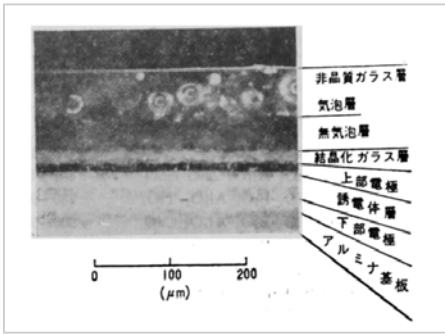 非晶質ガラス層
気泡層
無気泡層
結晶化ガラス層
上部電極
誘電体層
下部電極
アルミナ基板
0 100 200
(μm)